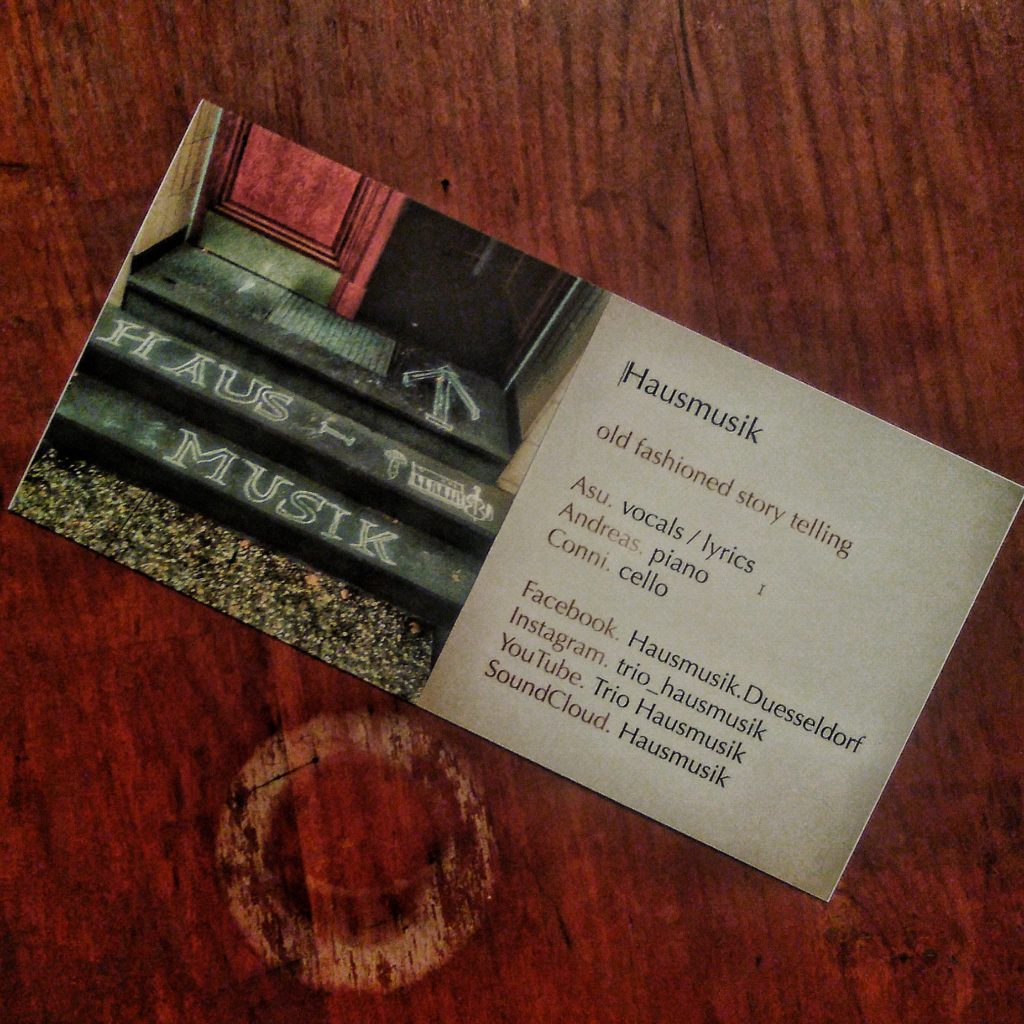 HAUS-
MUSIK
Hausmusik
old fashioned story telling
Asu. vocals / lyrics
Andreas. piano
Conni. cello
Facebook. Hausmusik.Duesseldorf
Instagram. trio_hausmusik
YouTube. Trio Hausmusik
SoundCloud. Hausmusik